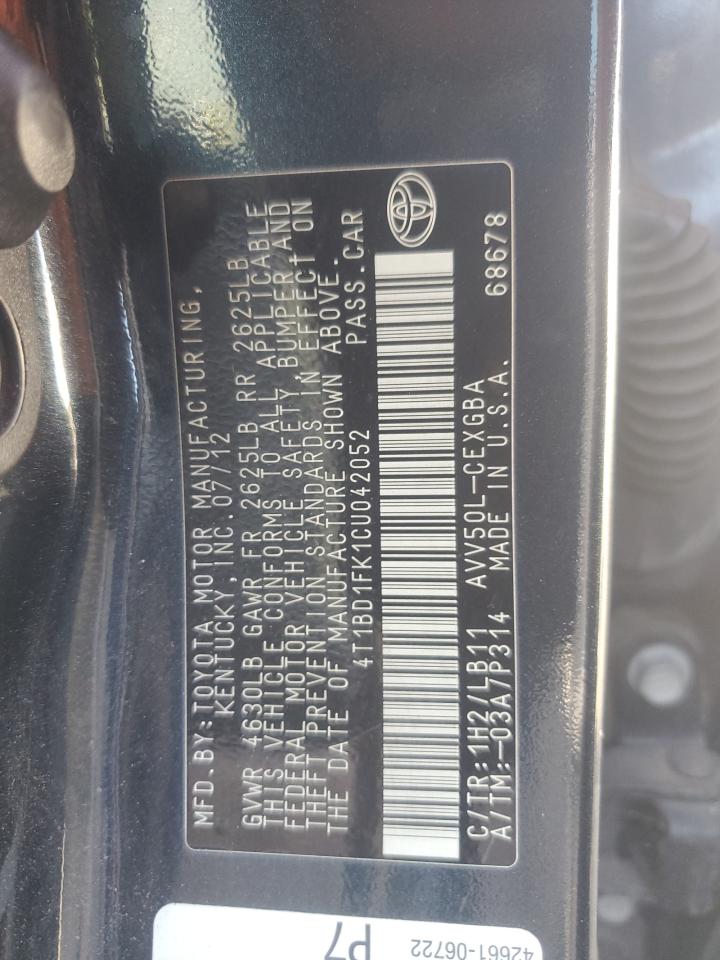 MFD.BY:TOYOTA MOTOR MANUFACTURING,
KENTUCKY,INC.07/12
GVWR 4630LB GAWR FR 2625LB RR 2625LB
THIS VEHICLE CONFORMS TO ALL APPLICABLE
FEDERAL MOTOR VEHICLE SAFETY,BUMPER,AND
THEFT PREVENTION STANDARDS IN EFFECT ON
THE DATE OF MANUFACTURE SHOWN ABOVE.
4T1BD1FK1CU042052 PASS.CAR
C/TR:1H2/LB11 AVV50L-CEXGBA
A/TM:-03A/P314 MADE IN U.S.A. 68678
P7
42661-06722